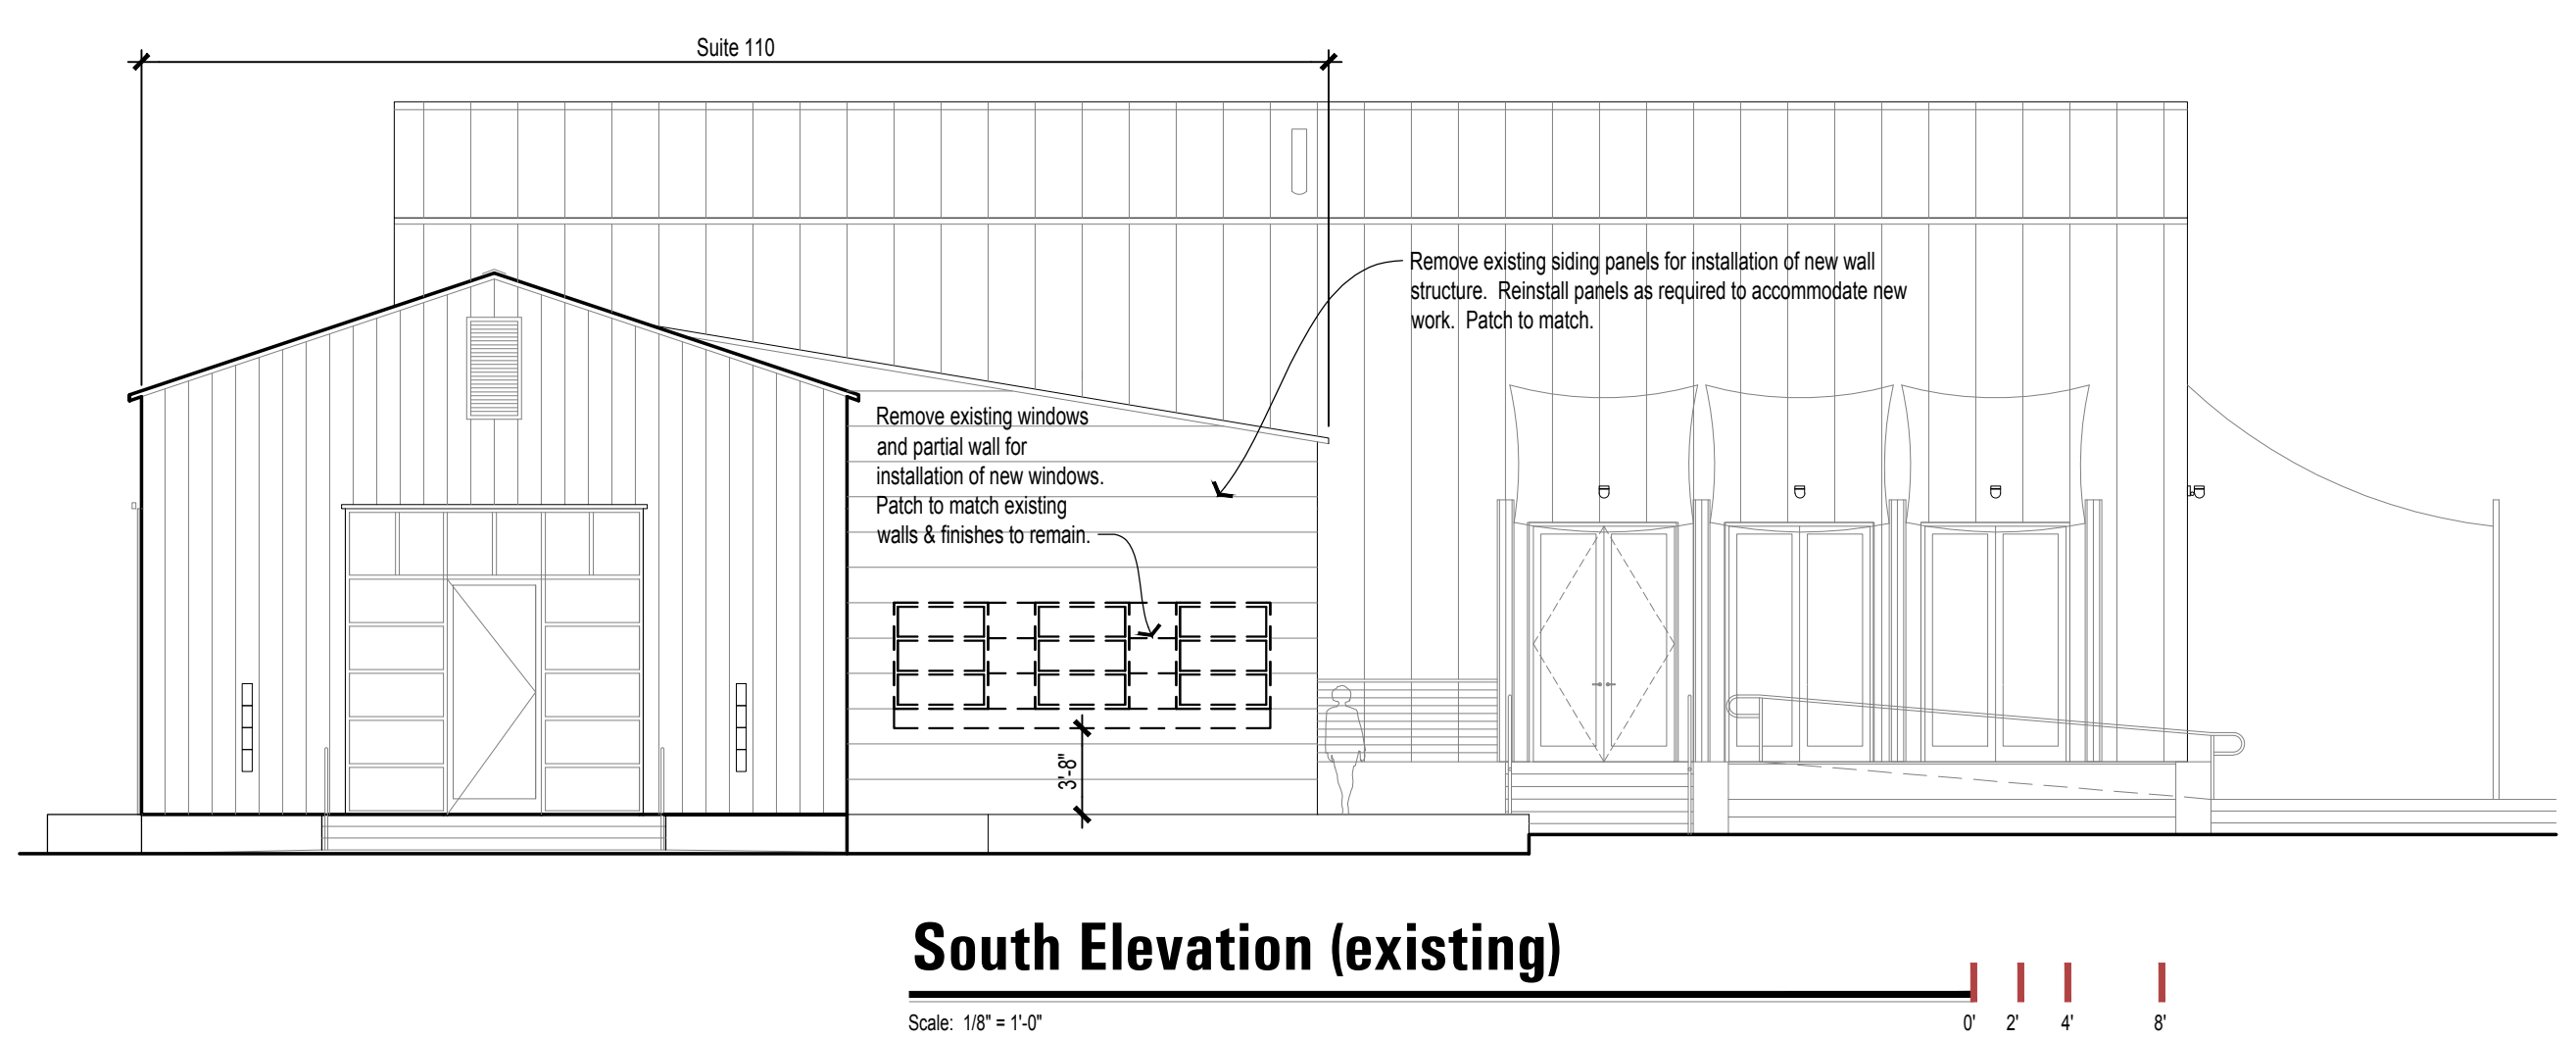 Suite 110
Remove existing siding panels for installation of new wall
structure.  Reinstall panels as required to accommodate new
work.  Patch to match.
Remove existing windows
and partial wall for
installation of new windows.
Patch to match existing
walls & finishes to remain.
3'-8"
South Elevation (existing)
Scale:  1/8" = 1'-0"
0' 2' 4' 8'